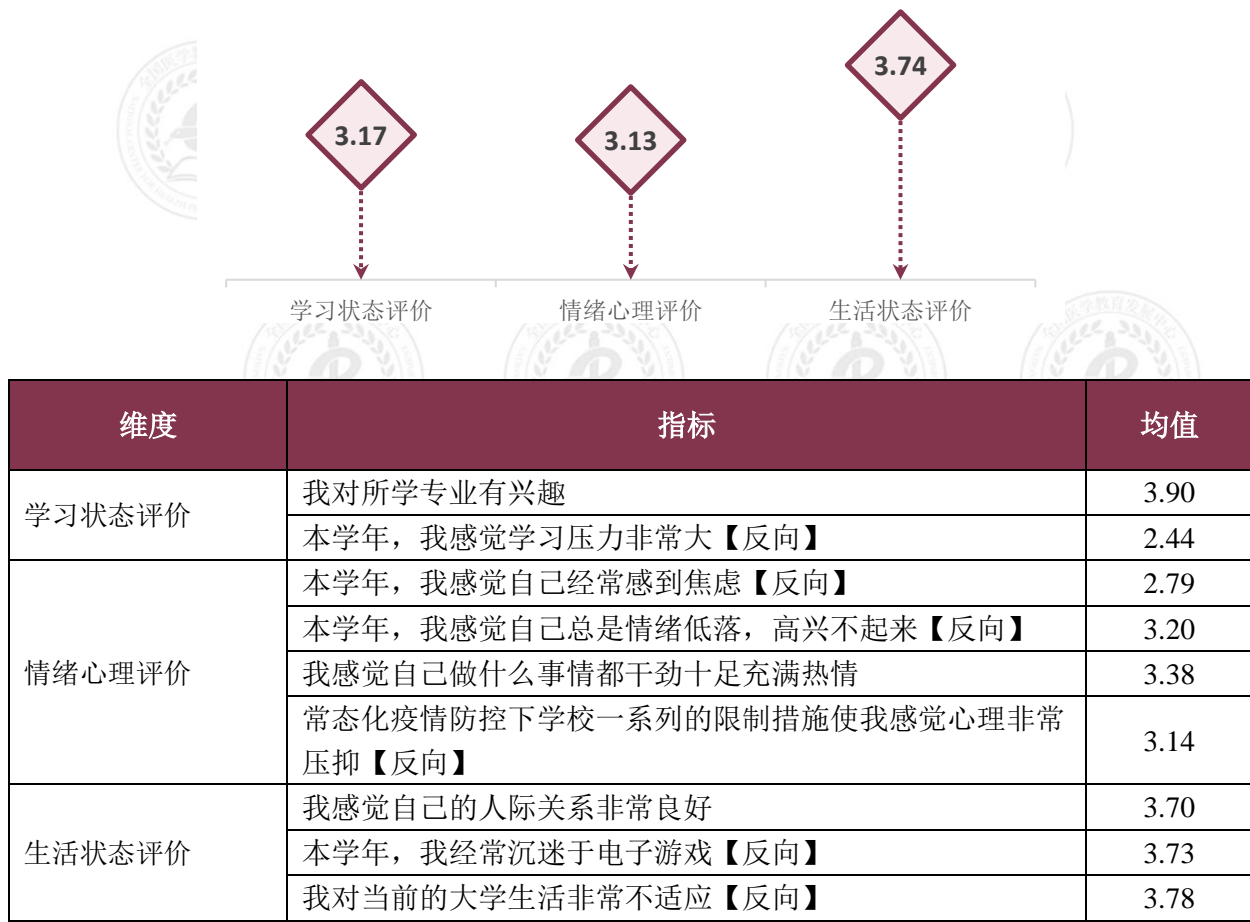 3.17
3.13
3.74
学习状态评价
情绪心理评价
生活状态评价
维度
指标
均值
学习状态评价
我对所学专业有兴趣
3.90
本学年，我感觉学习压力非常大【反向】
2.44
情绪心理评价
本学年，我感觉自己经常感到焦虑【反向】
2.79
本学年，我感觉自己总是情绪低落，高兴不起来【反向】
3.20
我感觉自己做什么事情都干劲十足充满热情
3.38
常态化疫情防控下学校一系列的限制措施使我感觉心理非常
压抑【反向】
3.14
生活状态评价
我感觉自己的人际关系非常良好
3.70
本学年，我经常沉迷于电子游戏【反向】
3.73
我对当前的大学生活非常不适应【反向】
3.78